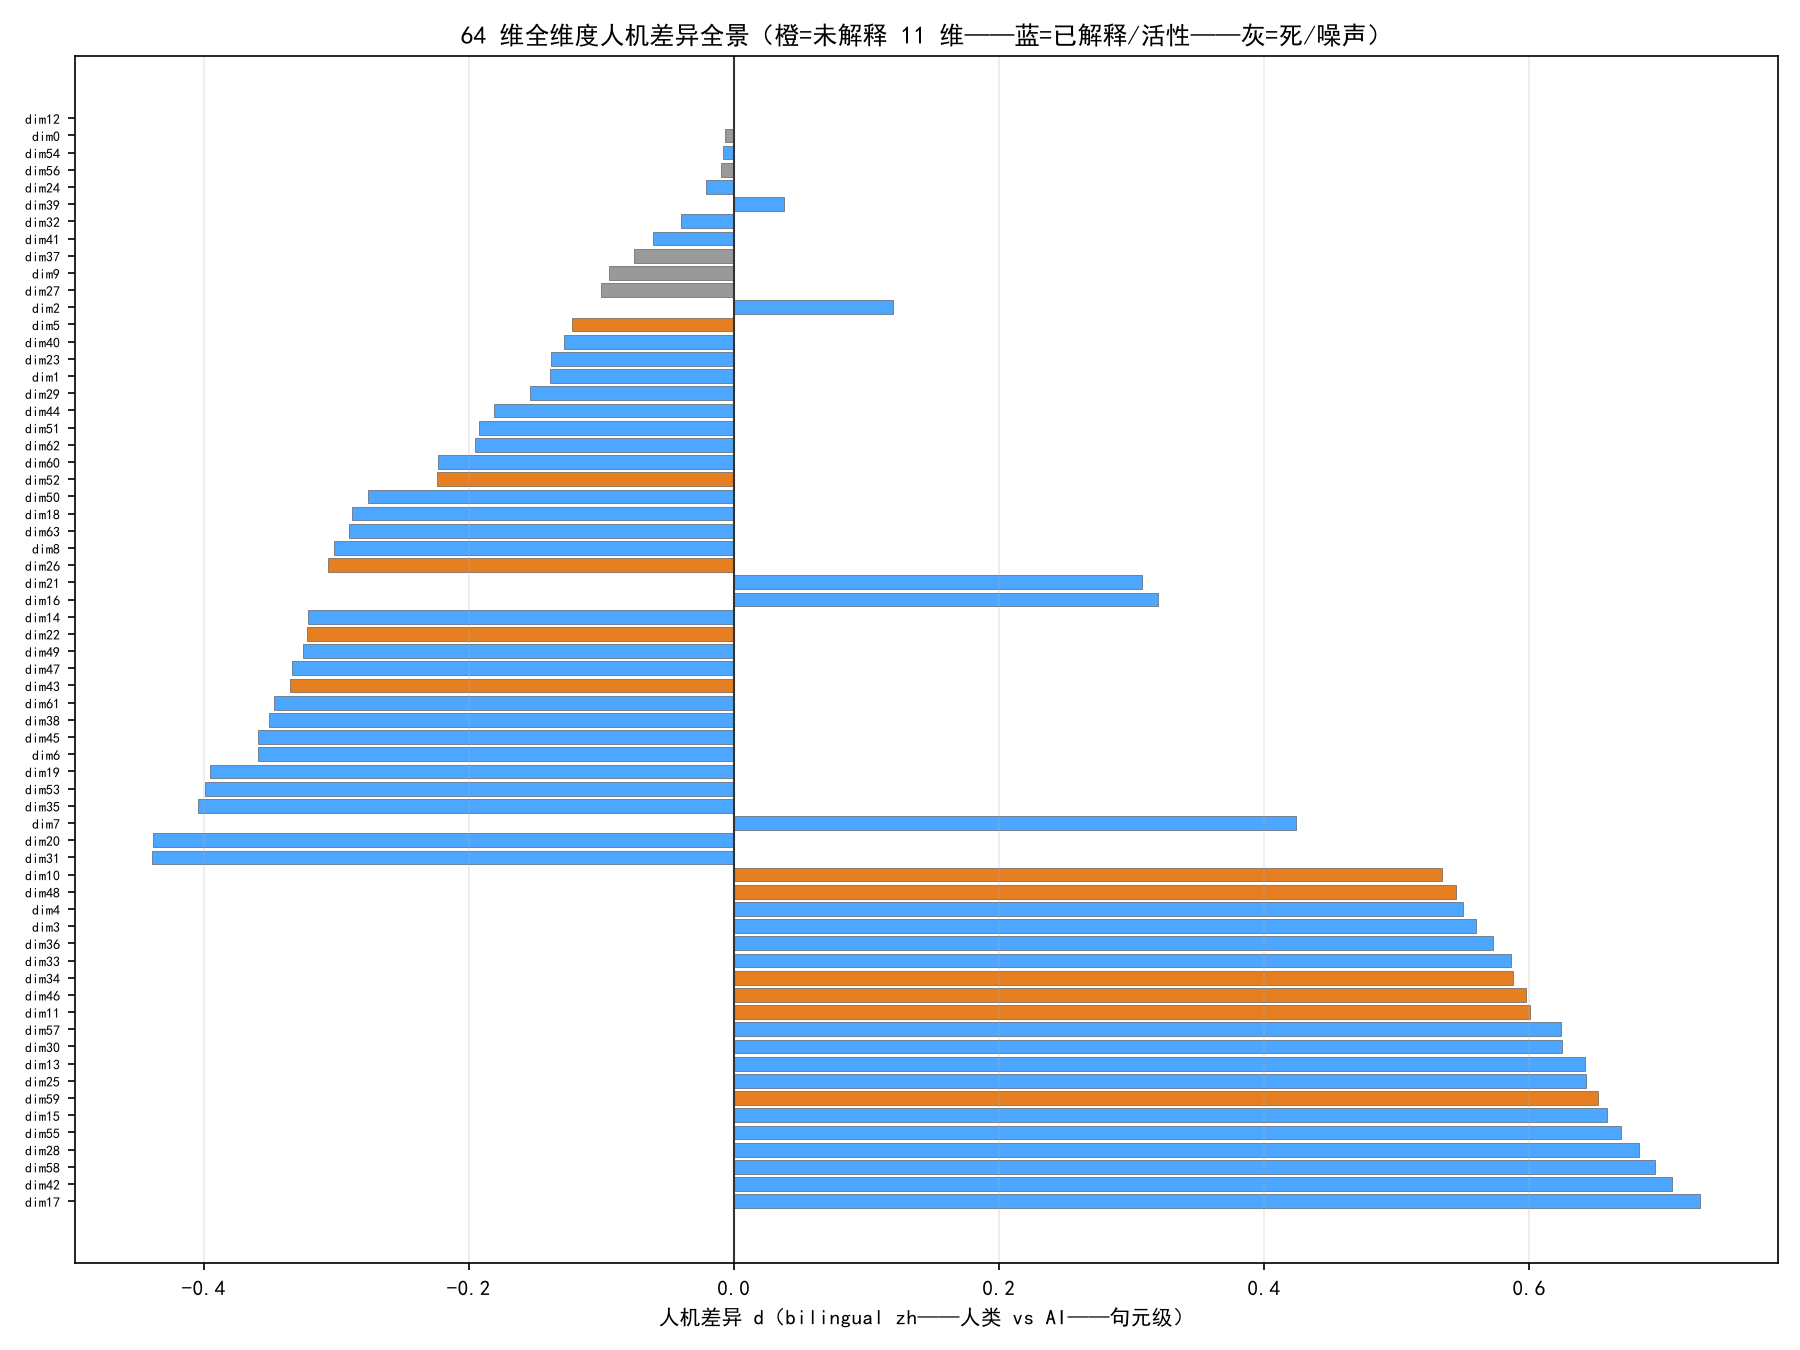 64 维全维度人机差异全景（橙=未解释 11 维——蓝=已解释/活性——灰=死/噪声）
dim12
dim0
dim54
dim56
dim24
dim39
dim32
dim41
dim37
dim9
dim27
dim2
dim5
dim40
dim23
dim1
dim29
dim44
dim51
dim62
dim60
dim52
dim50
dim18
dim63
dim8
dim26
dim21
dim16
dim14
dim22
dim49
dim47
dim43
dim61
dim38
dim45
dim6
dim19
dim53
dim35
dim7
dim20
dim31
dim10
dim48
dim4
dim3
dim36
dim33
dim34
dim46
dim11
dim57
dim30
dim13
dim25
dim59
dim15
dim55
dim28
dim58
dim42
dim17
−0.4 −0.2 0.0 0.2 0.4 0.6
人机差异 d（bilingual zh——人类 vs AI——句元级）